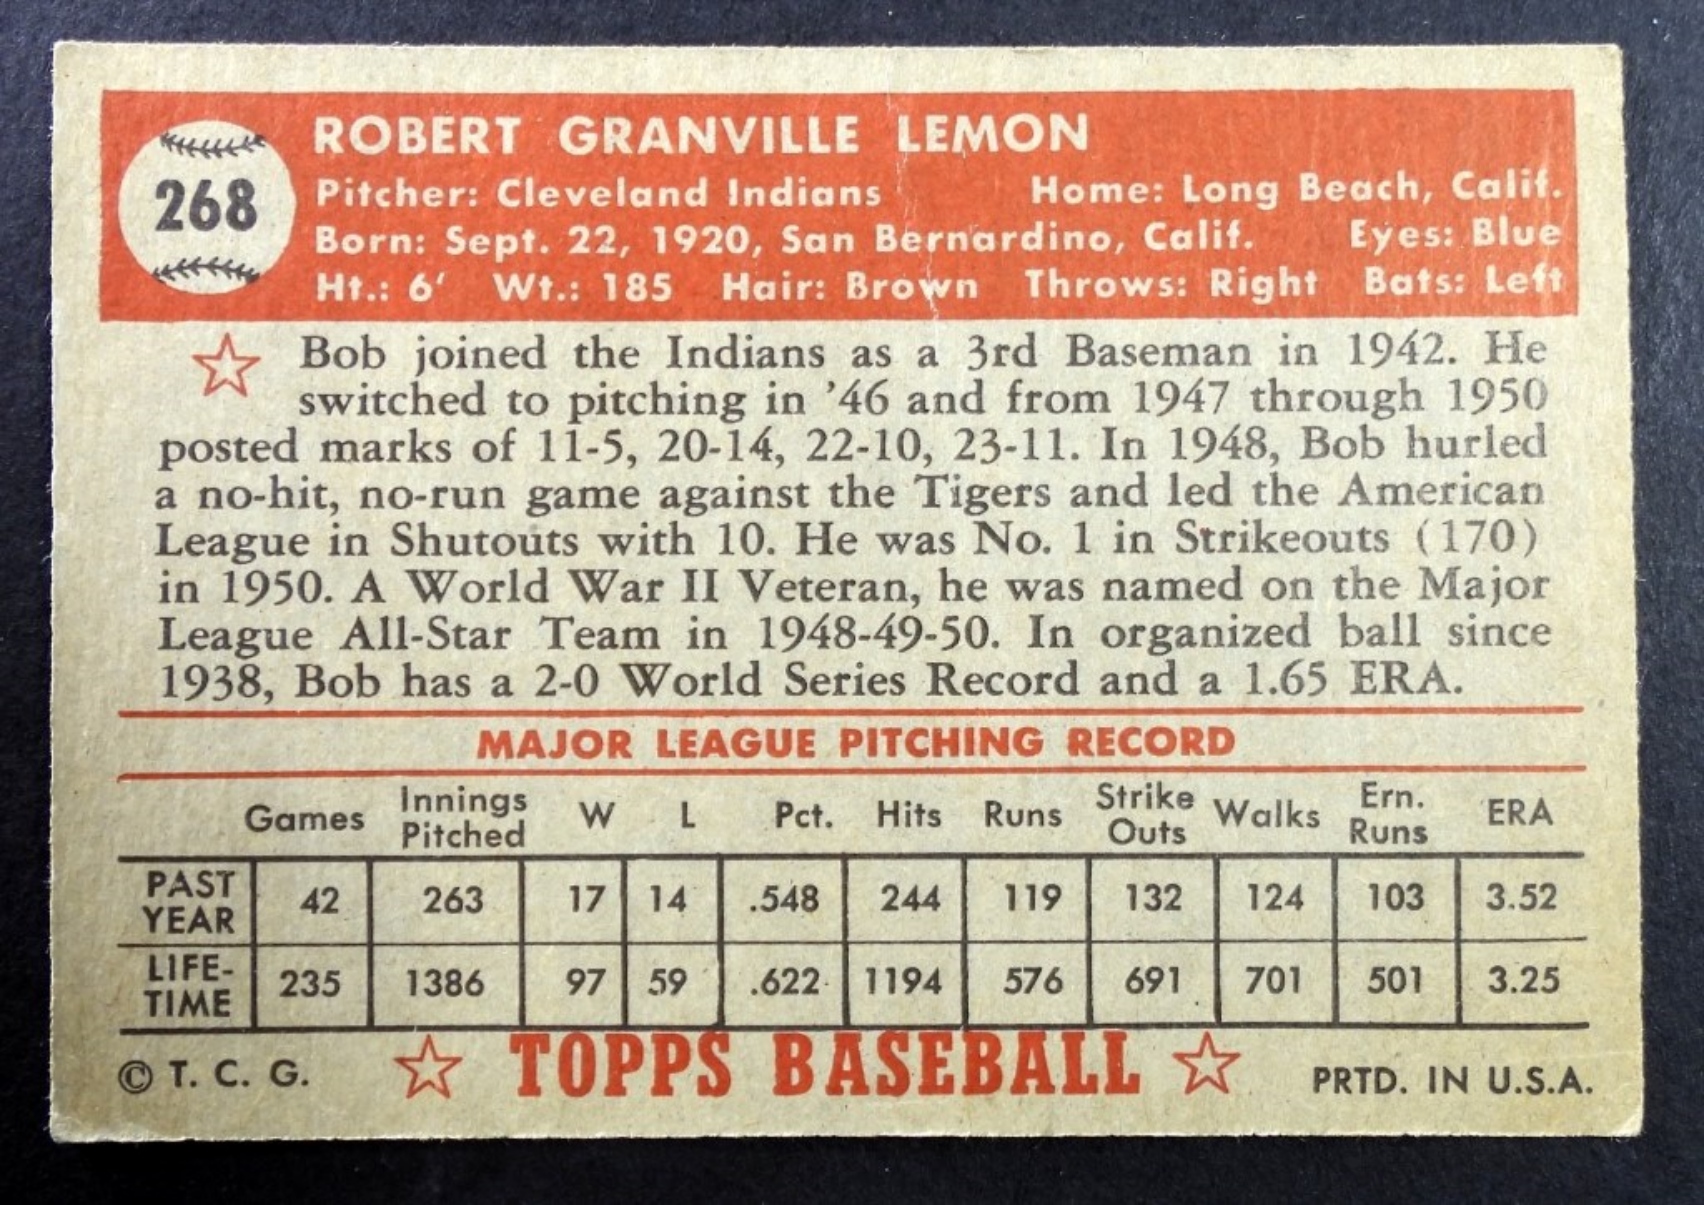 268
ROBERT GRANVILLE LEMON
Pitcher: Cleveland Indians Home: Long Beach, Calif.
Born: Sept. 22, 1920, San Bernardino, Calif. Eyes: Blue
Ht.: 6' Wt.: 185 Hair: Brown Throws: Right Bats: Left
Bob joined the Indians as a 3rd Baseman in 1942. He
switched to pitching in '46 and from 1947 through 1950
posted marks of 11-5, 20-14, 22-10, 23-11. In 1948, Bob hurled
a no-hit, no-run game against the Tigers and led the American
League in Shutouts with 10. He was No. 1 in Strikeouts (170)
in 1950. A World War II Veteran, he was named on the Major
League All-Star Team in 1948-49-50. In organized ball since
1938, Bob has a 2-0 World Series Record and a 1.65 ERA.
MAJOR LEAGUE PITCHING RECORD
Games Innings Pitched W L Pct. Hits Runs Strike Outs Walks Ern. Runs ERA
PAST YEAR 42 263 17 14 .548 244 119 132 124 103 3.52
LIFE-TIME 235 1386 97 59 .622 1194 576 691 701 501 3.25
© T. C. G. TOPPS BASEBALL PRTD. IN U.S.A.